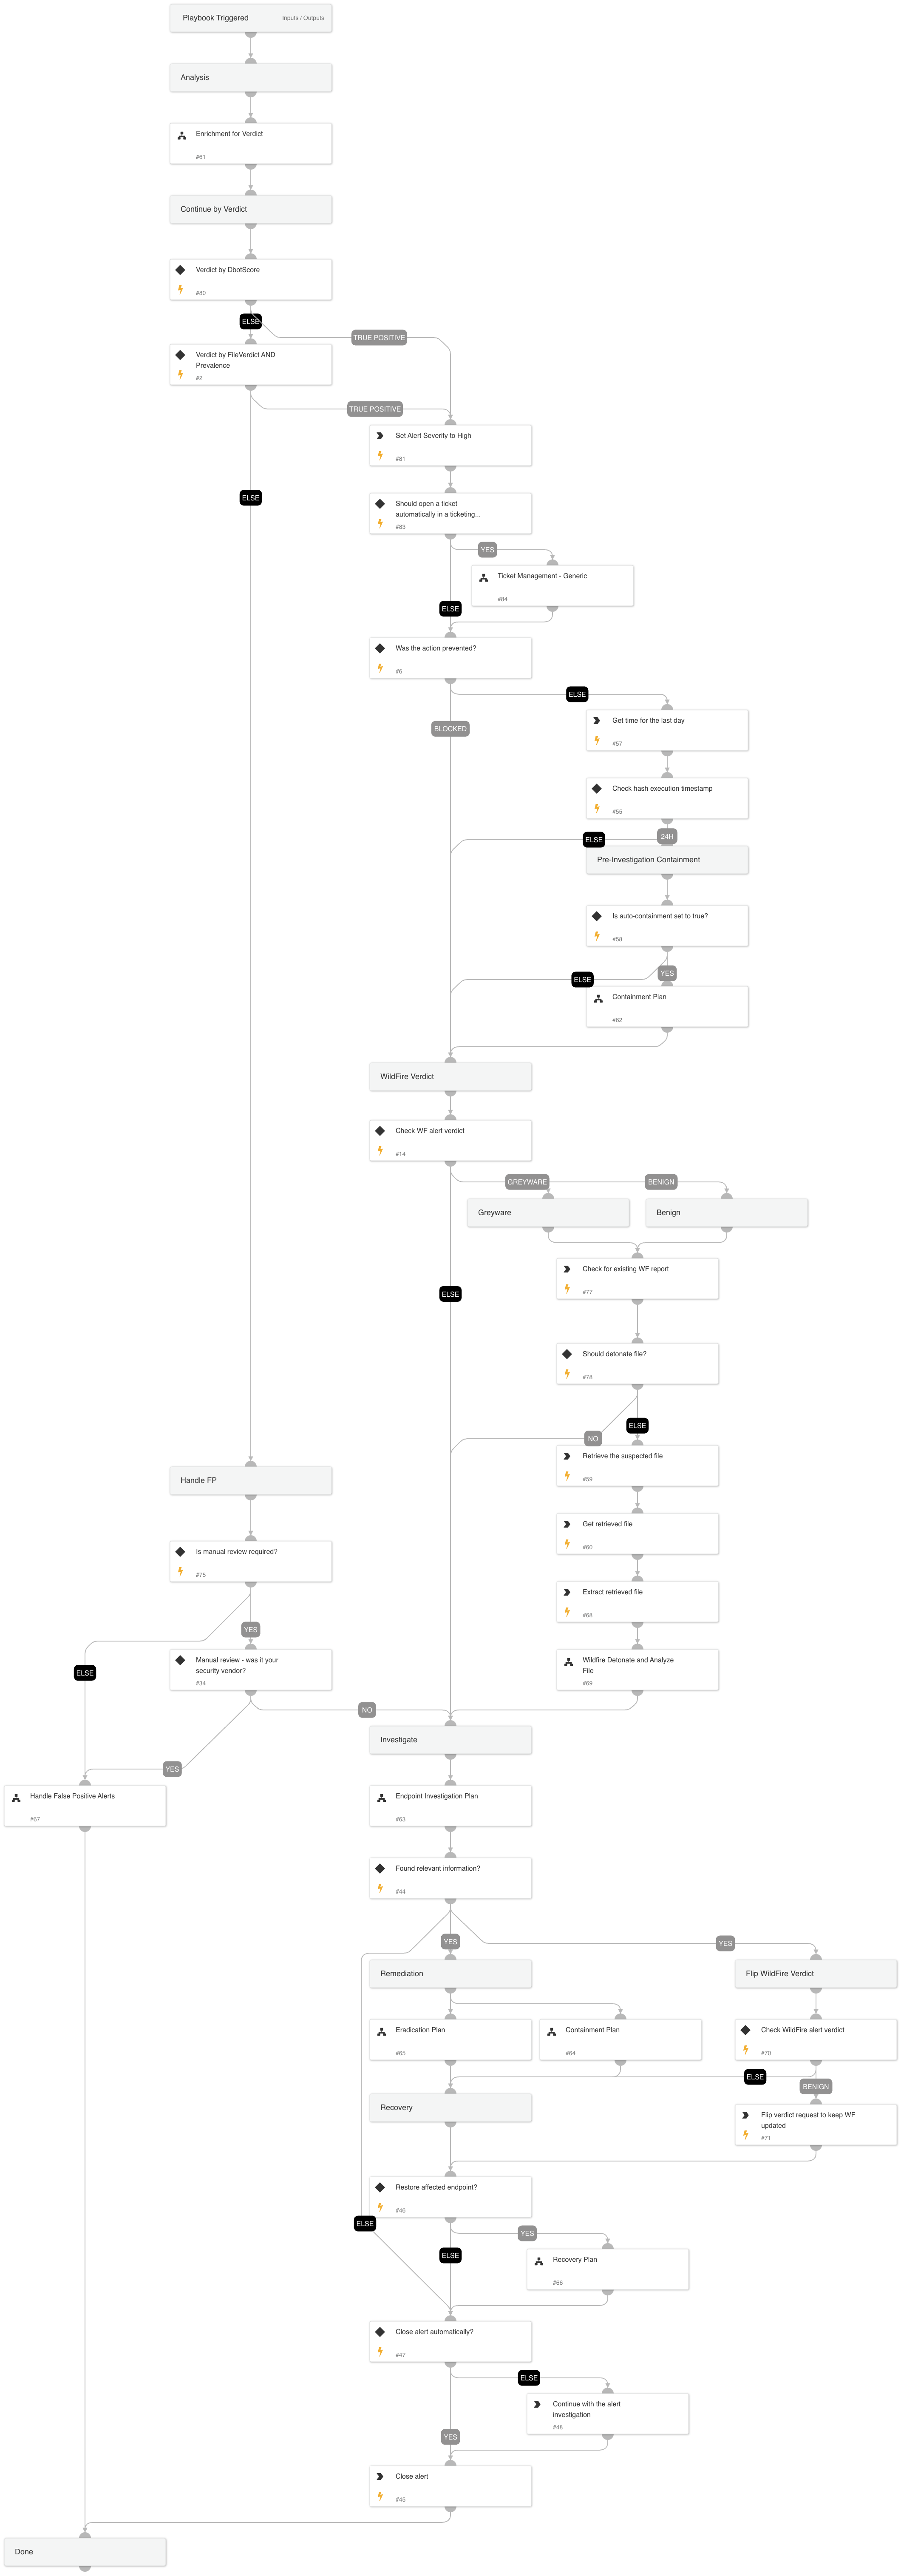 Playbook Triggered
Inputs / Outputs
Analysis
Enrichment for Verdict
#61
Continue by Verdict
Verdict by DbotScore
#80
ELSE
TRUE POSITIVE
Verdict by FileVerdict AND
Prevalence
#2
TRUE POSITIVE
Set Alert Severity to High
#81
ELSE
Should open a ticket
automatically in a ticketing...
#83
YES
Ticket Management - Generic
#84
ELSE
Was the action prevented?
#6
ELSE
BLOCKED
Get time for the last day
#57
Check hash execution timestamp
#55
24H
ELSE
Pre-Investigation Containment
Is auto-containment set to true?
#58
YES
ELSE
Containment Plan
#62
WildFire Verdict
Check WF alert verdict
#14
GREYWARE
BENIGN
Greyware
Benign
Check for existing WF report
#77
ELSE
Should detonate file?
#78
ELSE
NO
Retrieve the suspected file
#59
Handle FP
Get retrieved file
#60
Is manual review required?
#75
Extract retrieved file
#68
YES
Manual review - was it your
security vendor?
#34
Wildfire Detonate and Analyze
File
#69
ELSE
NO
Investigate
YES
Handle False Positive Alerts
#67
Endpoint Investigation Plan
#63
Found relevant information?
#44
YES
YES
Remediation
Flip WildFire Verdict
Eradication Plan
#65
Containment Plan
#94
Check WildFire alert verdict
#70
ELSE
BENIGN
Recovery
Flip verdict request to keep WF
updated
#71
Restore affected endpoint?
#46
ELSE
YES
ELSE
Recovery Plan
#66
Close alert automatically?
#47
ELSE
Continue with the alert
investigation
#48
YES
Close alert
#45
Done